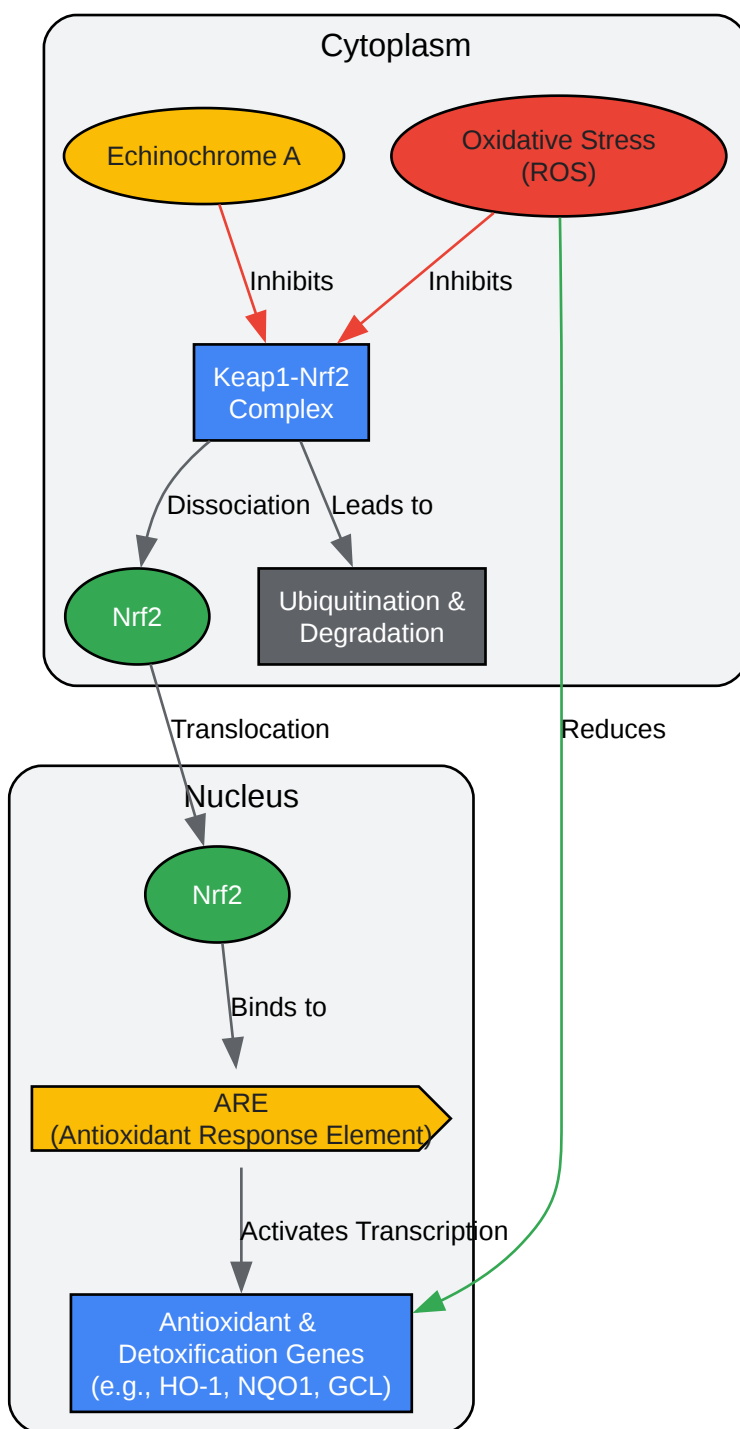 Cytoplasm
Echinochrome A
Oxidative Stress
(ROS)
Inhibits
Inhibits
Keap1-Nrf2
Complex
Dissociation
Leads to
Nrf2
Ubiquitination &
Degradation
Translocation
Reduces
Nucleus
Nrf2
Binds to
ARE
(Antioxidant Response Element)
Activates Transcription
Antioxidant &
Detoxification Genes
(e.g., HO-1, NQO1, GCL)